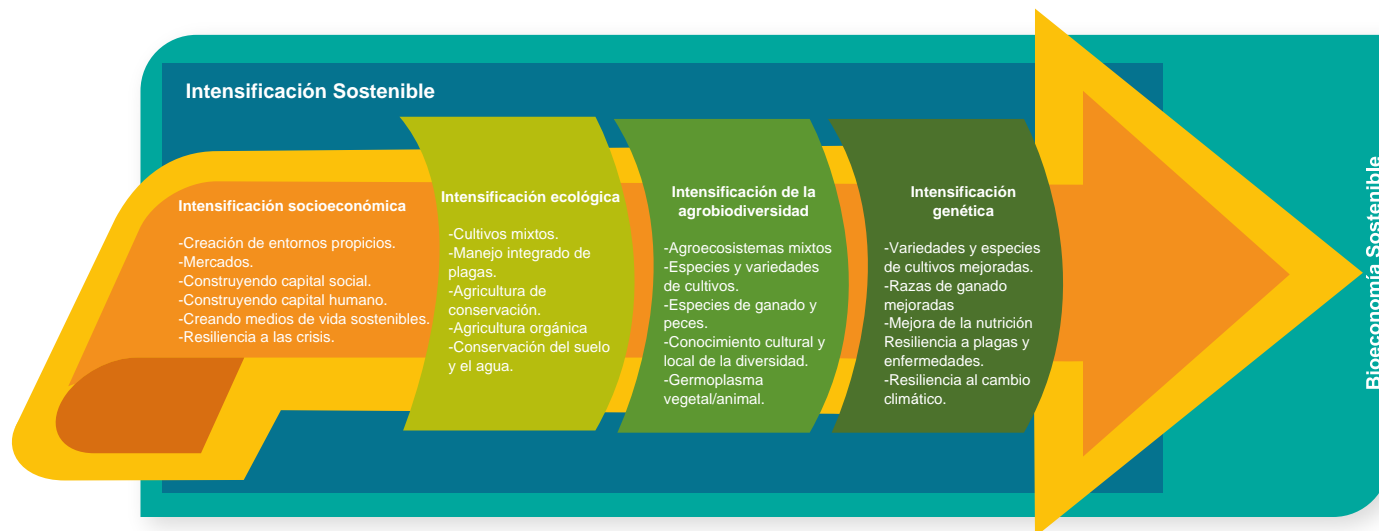 Intensificación Sostenible
Intensificación socioeconómica
-Creación de entornos propicios.
-Mercados.
-Construyendo capital social.
-Construyendo capital humano.
-Creando medios de vida sostenibles.
-Resiliencia a las crisis.
Intensificación ecológica
-Cultivos mixtos.
-Manejo integrado de
plagas.
-Agricultura de
conservación.
-Agricultura orgánica
-Conservación del suelo
y el agua.
Intensificación de la
agrobiodiversidad
-Agroecosistemas mixtos
-Especies y variedades
de cultivos.
-Especies de ganado y
peces.
-Conocimiento cultural y
local de la diversidad.
-Germoplasma
vegetal/animal.
Intensificación
genética
-Variedades y especies
de cultivos mejoradas.
-Razas de ganado
mejoradas
-Mejora de la nutrición
Resiliencia a plagas y
enfermedades.
-Resiliencia al cambio
climático.
Bioeconomía Sostenible